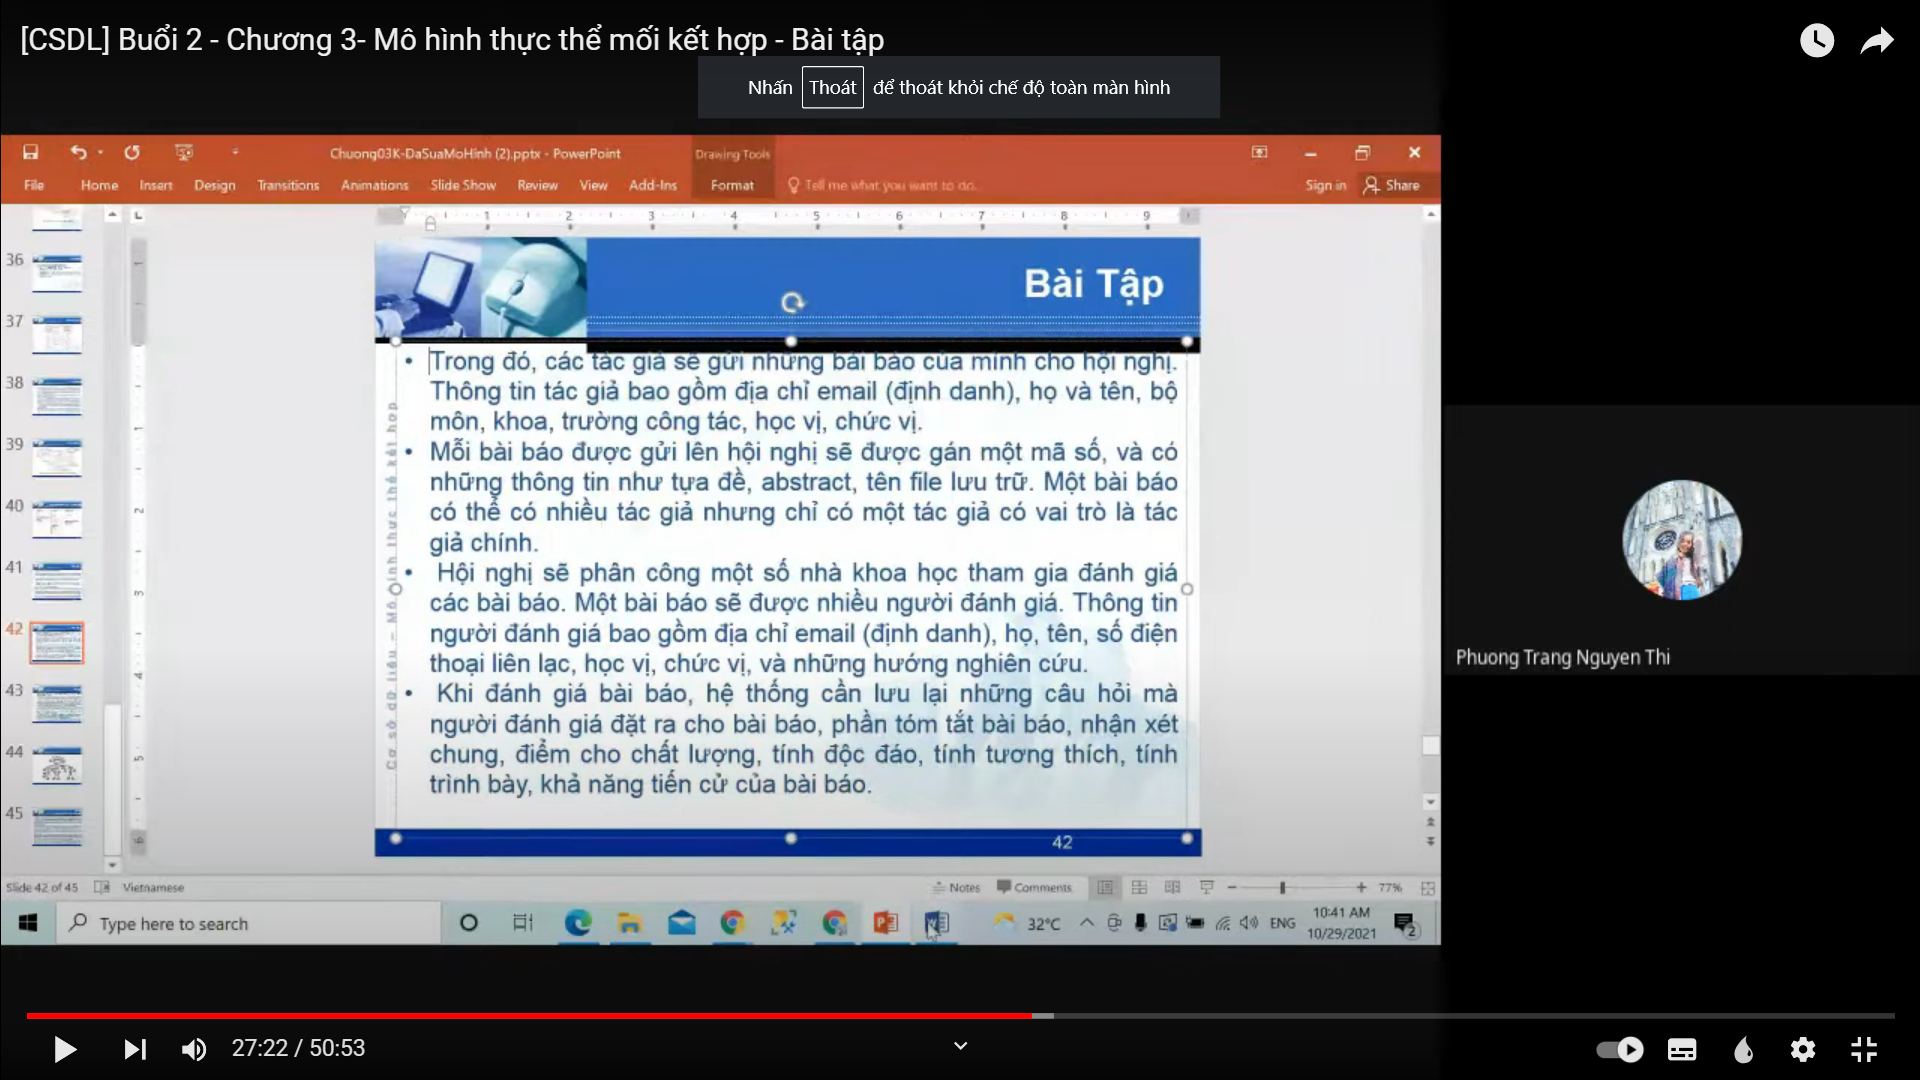 [CSDL] Buổi 2 - Chương 3- Mô hình thực thể mối kết hợp - Bài tập
Nhấn Thoát để thoát khỏi chế độ toàn màn hình
Chuong03K-DaSuaMoHinh (2).pptx - PowerPoint
Drawing Tools
File Home Insert Design Transitions Animations Slide Show Review View Add-Ins Format Tell me what you want to do... Sign in Share
1 2 3 4 5 6 7 8 9
36
37
38
39
40
41
42
43
44
45
Bài Tập
• Trong đó, các tác giả sẽ gửi những bài báo của mình cho hội nghị.
Thông tin tác giả bao gồm địa chỉ email (định danh), họ và tên, bộ
môn, khoa, trường công tác, học vị, chức vị.
• Mỗi bài báo được gửi lên hội nghị sẽ được gán một mã số, và có
những thông tin như tựa đề, abstract, tên file lưu trữ. Một bài báo
có thể có nhiều tác giả nhưng chỉ có một tác giả có vai trò là tác
giả chính.
• Hội nghị sẽ phân công một số nhà khoa học tham gia đánh giá
các bài báo. Một bài báo sẽ được nhiều người đánh giá. Thông tin
người đánh giá bao gồm địa chỉ email (định danh), họ, tên, số điện
thoại liên lạc, học vị, chức vị, và những hướng nghiên cứu.
• Khi đánh giá bài báo, hệ thống cần lưu lại những câu hỏi mà
người đánh giá đặt ra cho bài báo, phần tóm tắt bài báo, nhận xét
chung, điểm cho chất lượng, tính độc đáo, tính tương thích, tính
trình bày, khả năng tiến cử của bài báo.
Cơ sở dữ liệu – Mô hình thực thể kết hợp
42
Phuong Trang Nguyen Thi
Slide 42 of 45 Vietnamese Notes Comments 77%
Type here to search 32°C ENG 10:41 AM
10/29/2021 2
27:22 / 50:53